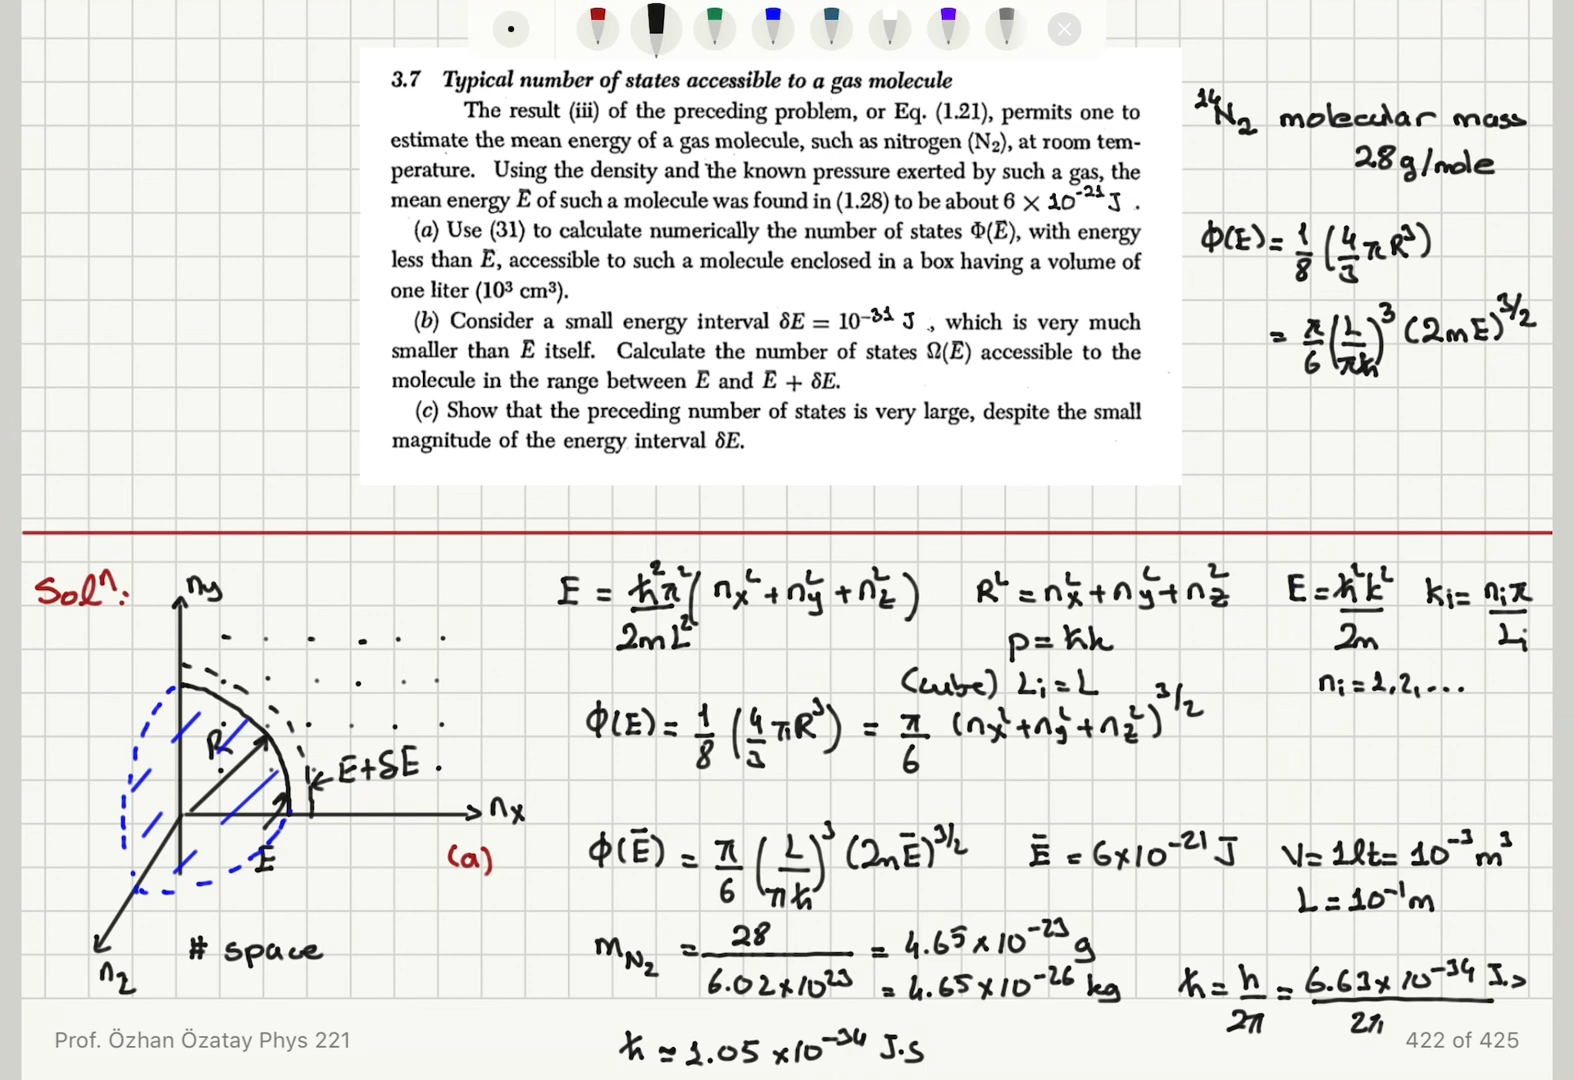 3.7 Typical number of states accessible to a gas molecule
The result (iii) of the preceding problem, or Eq. (1.21), permits one to
estimate the mean energy of a gas molecule, such as nitrogen (N₂), at room tem-
perature. Using the density and the known pressure exerted by such a gas, the
mean energy Ē of such a molecule was found in (1.28) to be about 6 × 10⁻²¹ J .
(a) Use (31) to calculate numerically the number of states Φ(Ē), with energy
less than Ē, accessible to such a molecule enclosed in a box having a volume of
one liter (10³ cm³).
(b) Consider a small energy interval δE = 10⁻³¹ J , which is very much
smaller than Ē itself. Calculate the number of states Ω(Ē) accessible to the
molecule in the range between Ē and Ē + δE.
(c) Show that the preceding number of states is very large, despite the small
magnitude of the energy interval δE.
¹⁴N₂ molecular mass
28g/mole
Φ(E)= 1/8 (4/3 πR³)
= π/6 (L/πħ)³ (2mE)^3/2
Solⁿ:
ny
R
E+δE
nx
E
nz
# space
E = ħ²π²/2mL² (nx²+ny²+nz²) R² = nx²+ny²+nz² E=ħ²k²/2m ki= niπ/Li
p=ħk
(cube) Li=L ni=1,2,...
Φ(E)= 1/8 (4/3 πR³) = π/6 (nx²+ny²+nz²)^3/2
(a) Φ(Ē) = π/6 (L/πħ)³ (2mĒ)^3/2 Ē = 6×10⁻²¹ J V= 1lt= 10⁻³m³
L=10⁻¹m
mN₂ = 28/6.02×10²³ = 4.65×10⁻²³ g
= 4.65×10⁻²⁶ kg ħ= h/2π = 6.63×10⁻³⁴ J.s/2π
ħ ≃ 1.05 ×10⁻³⁴ J.S
Prof. Özhan Özatay Phys 221
422 of 425